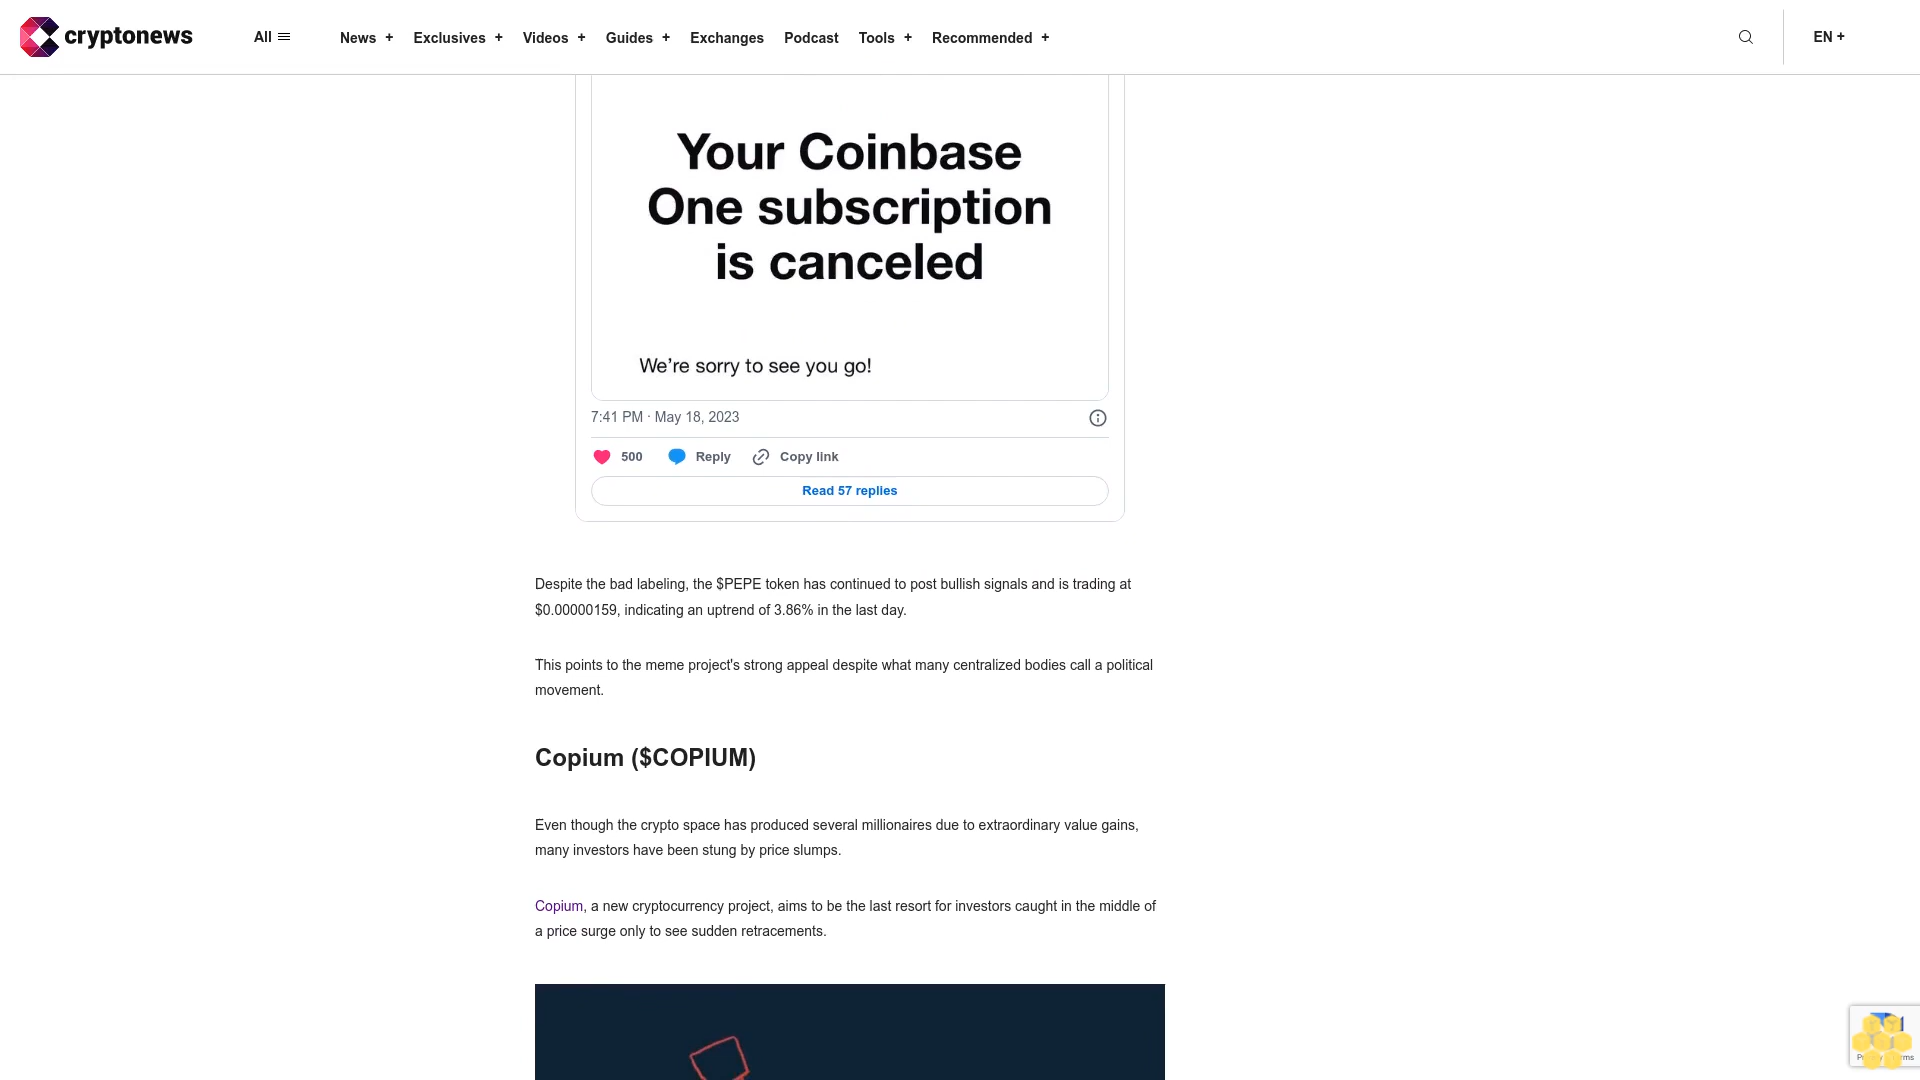 cryptonews
All
News +
Exclusives +
Videos +
Guides +
Exchanges
Podcast
Tools +
Recommended +
EN +
Your Coinbase
One subscription
is canceled
We're sorry to see you go!
7:41 PM · May 18, 2023
500
Reply
Copy link
Read 57 replies
Despite the bad labeling, the $PEPE token has continued to post bullish signals and is trading at
$0.00000159, indicating an uptrend of 3.86% in the last day.
This points to the meme project's strong appeal despite what many centralized bodies call a political
movement.
Copium ($COPIUM)
Even though the crypto space has produced several millionaires due to extraordinary value gains,
many investors have been stung by price slumps.
Copium, a new cryptocurrency project, aims to be the last resort for investors caught in the middle of
a price surge only to see sudden retracements.